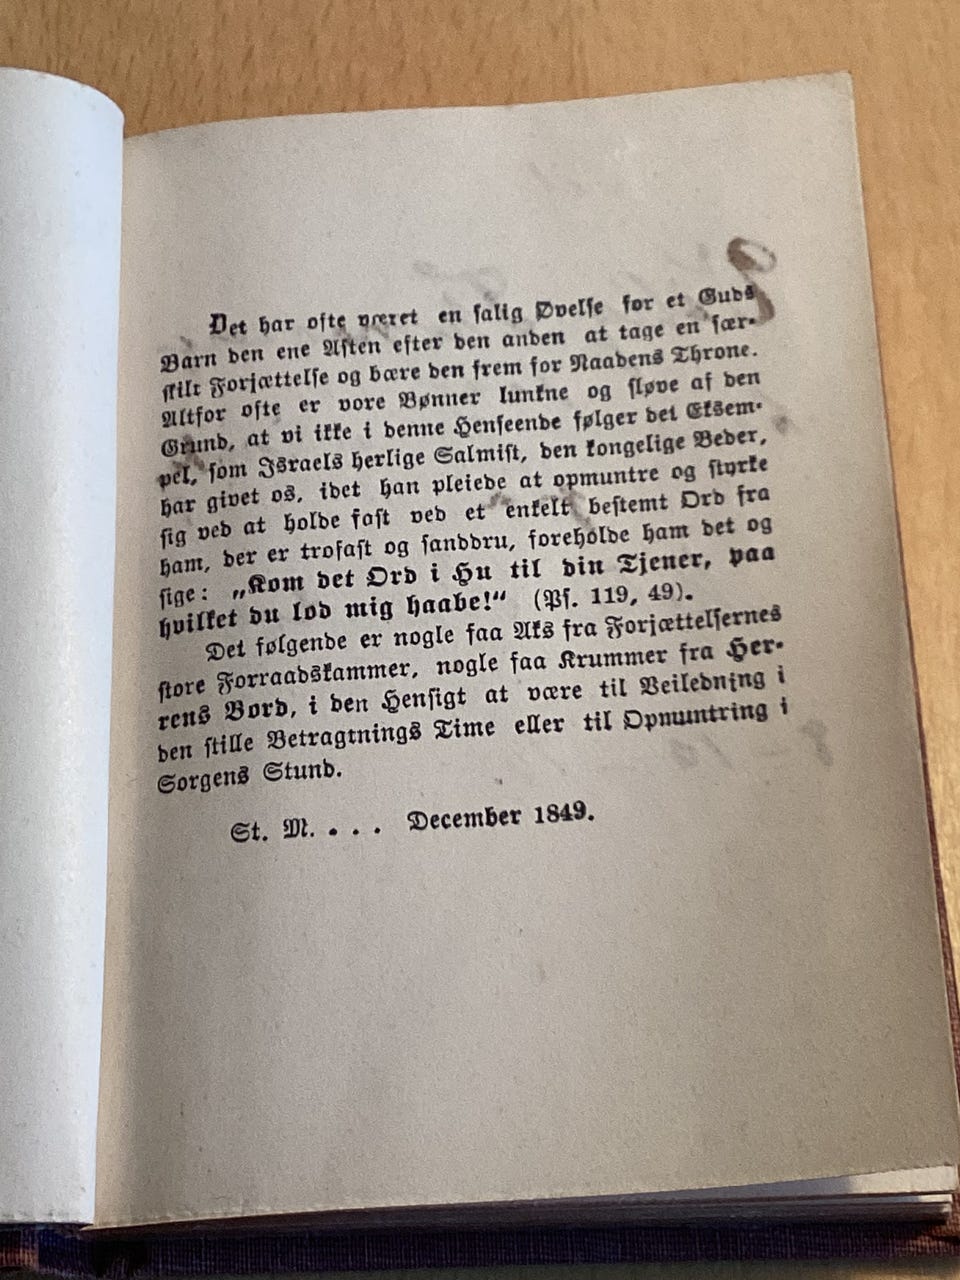 Det har ofte været en salig Øvelse for et Guds
Barn den ene Aften efter den anden at tage en sær-
skilt Forjættelse og bære den frem for Naadens Throne.
Altfor ofte er vore Bønner lunkne og sløve af den
Grund, at vi ikke i denne Henseende følger det Eksem-
pel, som Israels herlige Salmist, den kongelige Beder,
har givet os, idet han pleiede at opmuntre og styrke
sig ved at holde fast ved et enkelt bestemt Ord fra
ham, der er trofast og sanddru, foreholde ham det og
sige: „Kom det Ord i Hu til din Tjener, paa
hvilket du lod mig haabe!“ (Ps. 119, 49).
Det følgende er nogle faa Aks fra Forjættelsernes
store Forraadskammer, nogle faa Krummer fra Her-
rens Bord, i den Hensigt at være til Veiledning i
den stille Betragtnings Time eller til Opmuntring i
Sorgens Stund.
St. M. . . . December 1849.